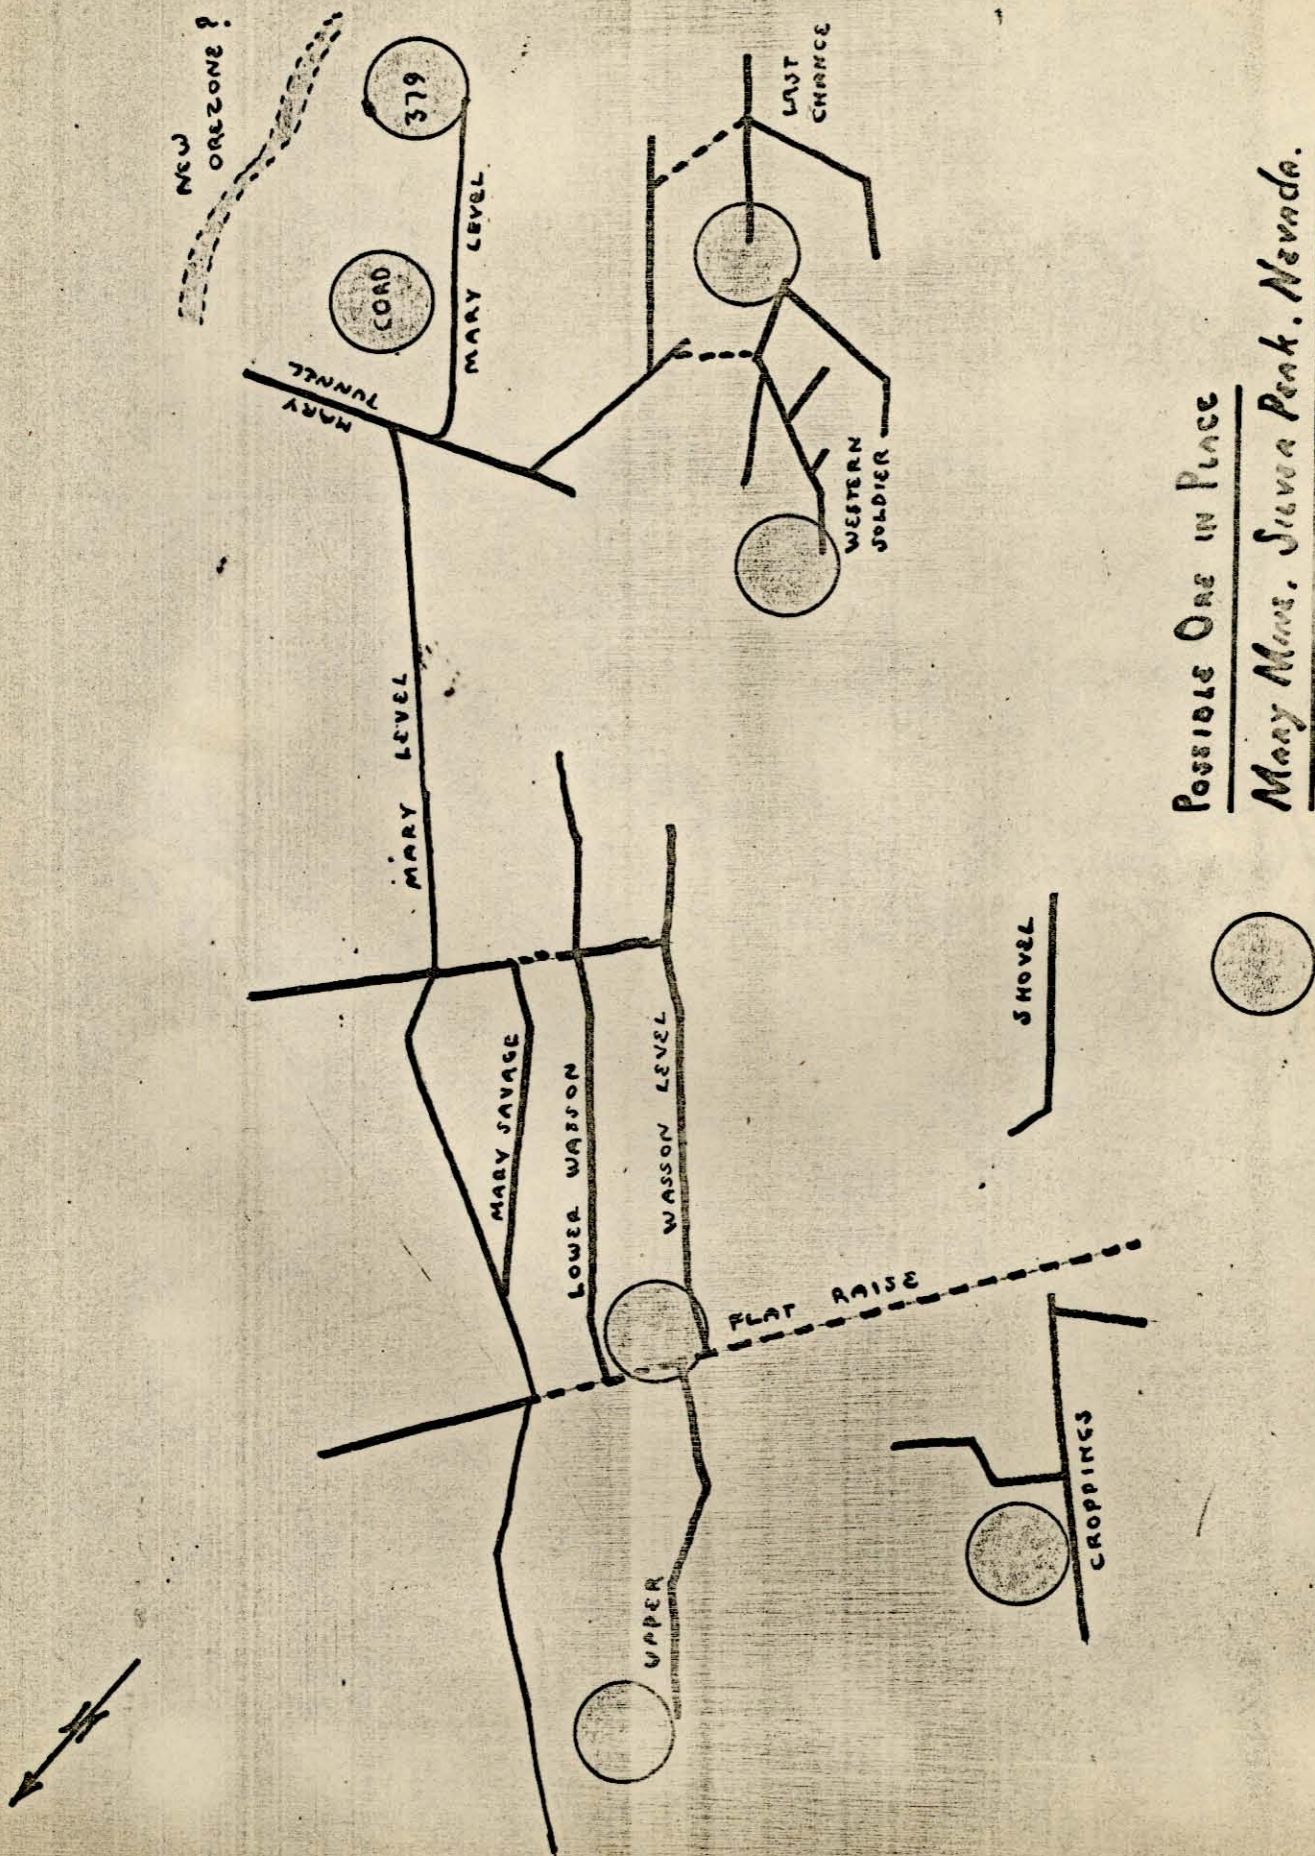 NEW
OREZONE ?
379
CORD
MARY LEVEL
MARY
TUNNEL
LAST
CHANCE
WESTERN
SOLDIER
MARY LEVEL
MARY SAVAGE
LOWER WASSON
WASSON LEVEL
SHOVEL
FLAT RAISE
UPPER
CROPPINGS
N
POSSIBLE ORE IN PLACE
Mary Mine, Silver Peak, Nevada.